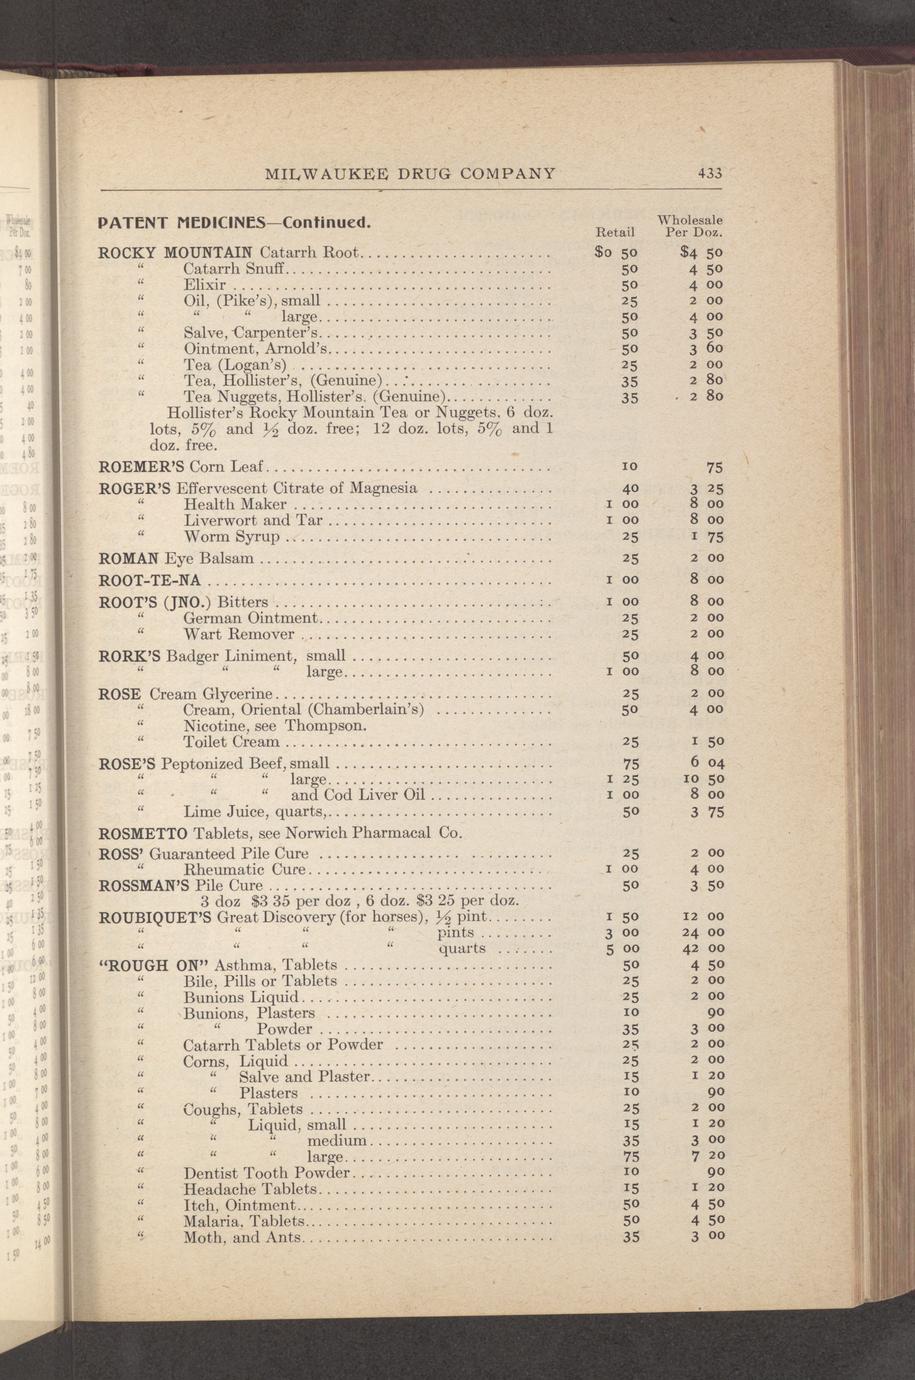 MILWAUKEE DRUG COMPANY 433
PATENT MEDICINES—Continued. Retail Wholesale Per Doz.
ROCKY MOUNTAIN Catarrh Root. $0 50 $4 50
“ Catarrh Snuff. 50 4 50
“ Elixir 50 4 00
“ Oil, (Pike's), small 25 2 00
“ “ “ large. 50 4 00
“ Salve, Carpenter's. 50 3 50
“ Ointment, Arnold's. 50 3 60
“ Tea (Logan's) 25 2 00
“ Tea, Hollister's, (Genuine) 35 2 80
“ Tea Nuggets, Hollister's. (Genuine). 35 2 80
Hollister's Rocky Mountain Tea or Nuggets, 6 doz.
lots, 5% and ½ doz. free; 12 doz. lots, 5% and 1
doz. free.
ROEMER'S Corn Leaf. 10 75
ROGER'S Effervescent Citrate of Magnesia 40 3 25
“ Health Maker 1 00 8 00
“ Liverwort and Tar 1 00 8 00
“ Worm Syrup 25 1 75
ROMAN Eye Balsam 25 2 00
ROOT-TE-NA 1 00 8 00
ROOT'S (JNO.) Bitters 1 00 8 00
“ German Ointment. 25 2 00
“ Wart Remover 25 2 00
RORK'S Badger Liniment, small 50 4 00
“ “ “ large. 1 00 8 00
ROSE Cream Glycerine. 25 2 00
“ Cream, Oriental (Chamberlain's) 50 4 00
“ Nicotine, see Thompson.
“ Toilet Cream 25 1 50
ROSE'S Peptonized Beef, small 75 6 04
“ “ “ large. 1 25 10 50
“ “ “ and Cod Liver Oil 1 00 8 00
“ Lime Juice, quarts,. 50 3 75
ROSMETTO Tablets, see Norwich Pharmacal Co.
ROSS' Guaranteed Pile Cure 25 2 00
“ Rheumatic Cure. 1 00 4 00
ROSSMAN'S Pile Cure 50 3 50
3 doz $3 35 per doz , 6 doz. $3 25 per doz.
ROUBIQUET'S Great Discovery (for horses), ½ pint. 1 50 12 00
“ “ “ “ pints 3 00 24 00
“ “ “ “ quarts 5 00 42 00
“ROUGH ON” Asthma, Tablets 50 4 50
“ Bile, Pills or Tablets 25 2 00
“ Bunions Liquid. 25 2 00
“ Bunions, Plasters 10 90
“ “ Powder 35 3 00
“ Catarrh Tablets or Powder 25 2 00
“ Corns, Liquid 25 2 00
“ “ Salve and Plaster. 15 1 20
“ “ Plasters 10 90
“ Coughs, Tablets 25 2 00
“ “ Liquid, small 15 1 20
“ “ “ medium. 35 3 00
“ “ “ large. 75 7 20
“ Dentist Tooth Powder. 10 90
“ Headache Tablets. 15 1 20
“ Itch, Ointment. 50 4 50
“ Malaria, Tablets. 50 4 50
“ Moth, and Ants. 35 3 00